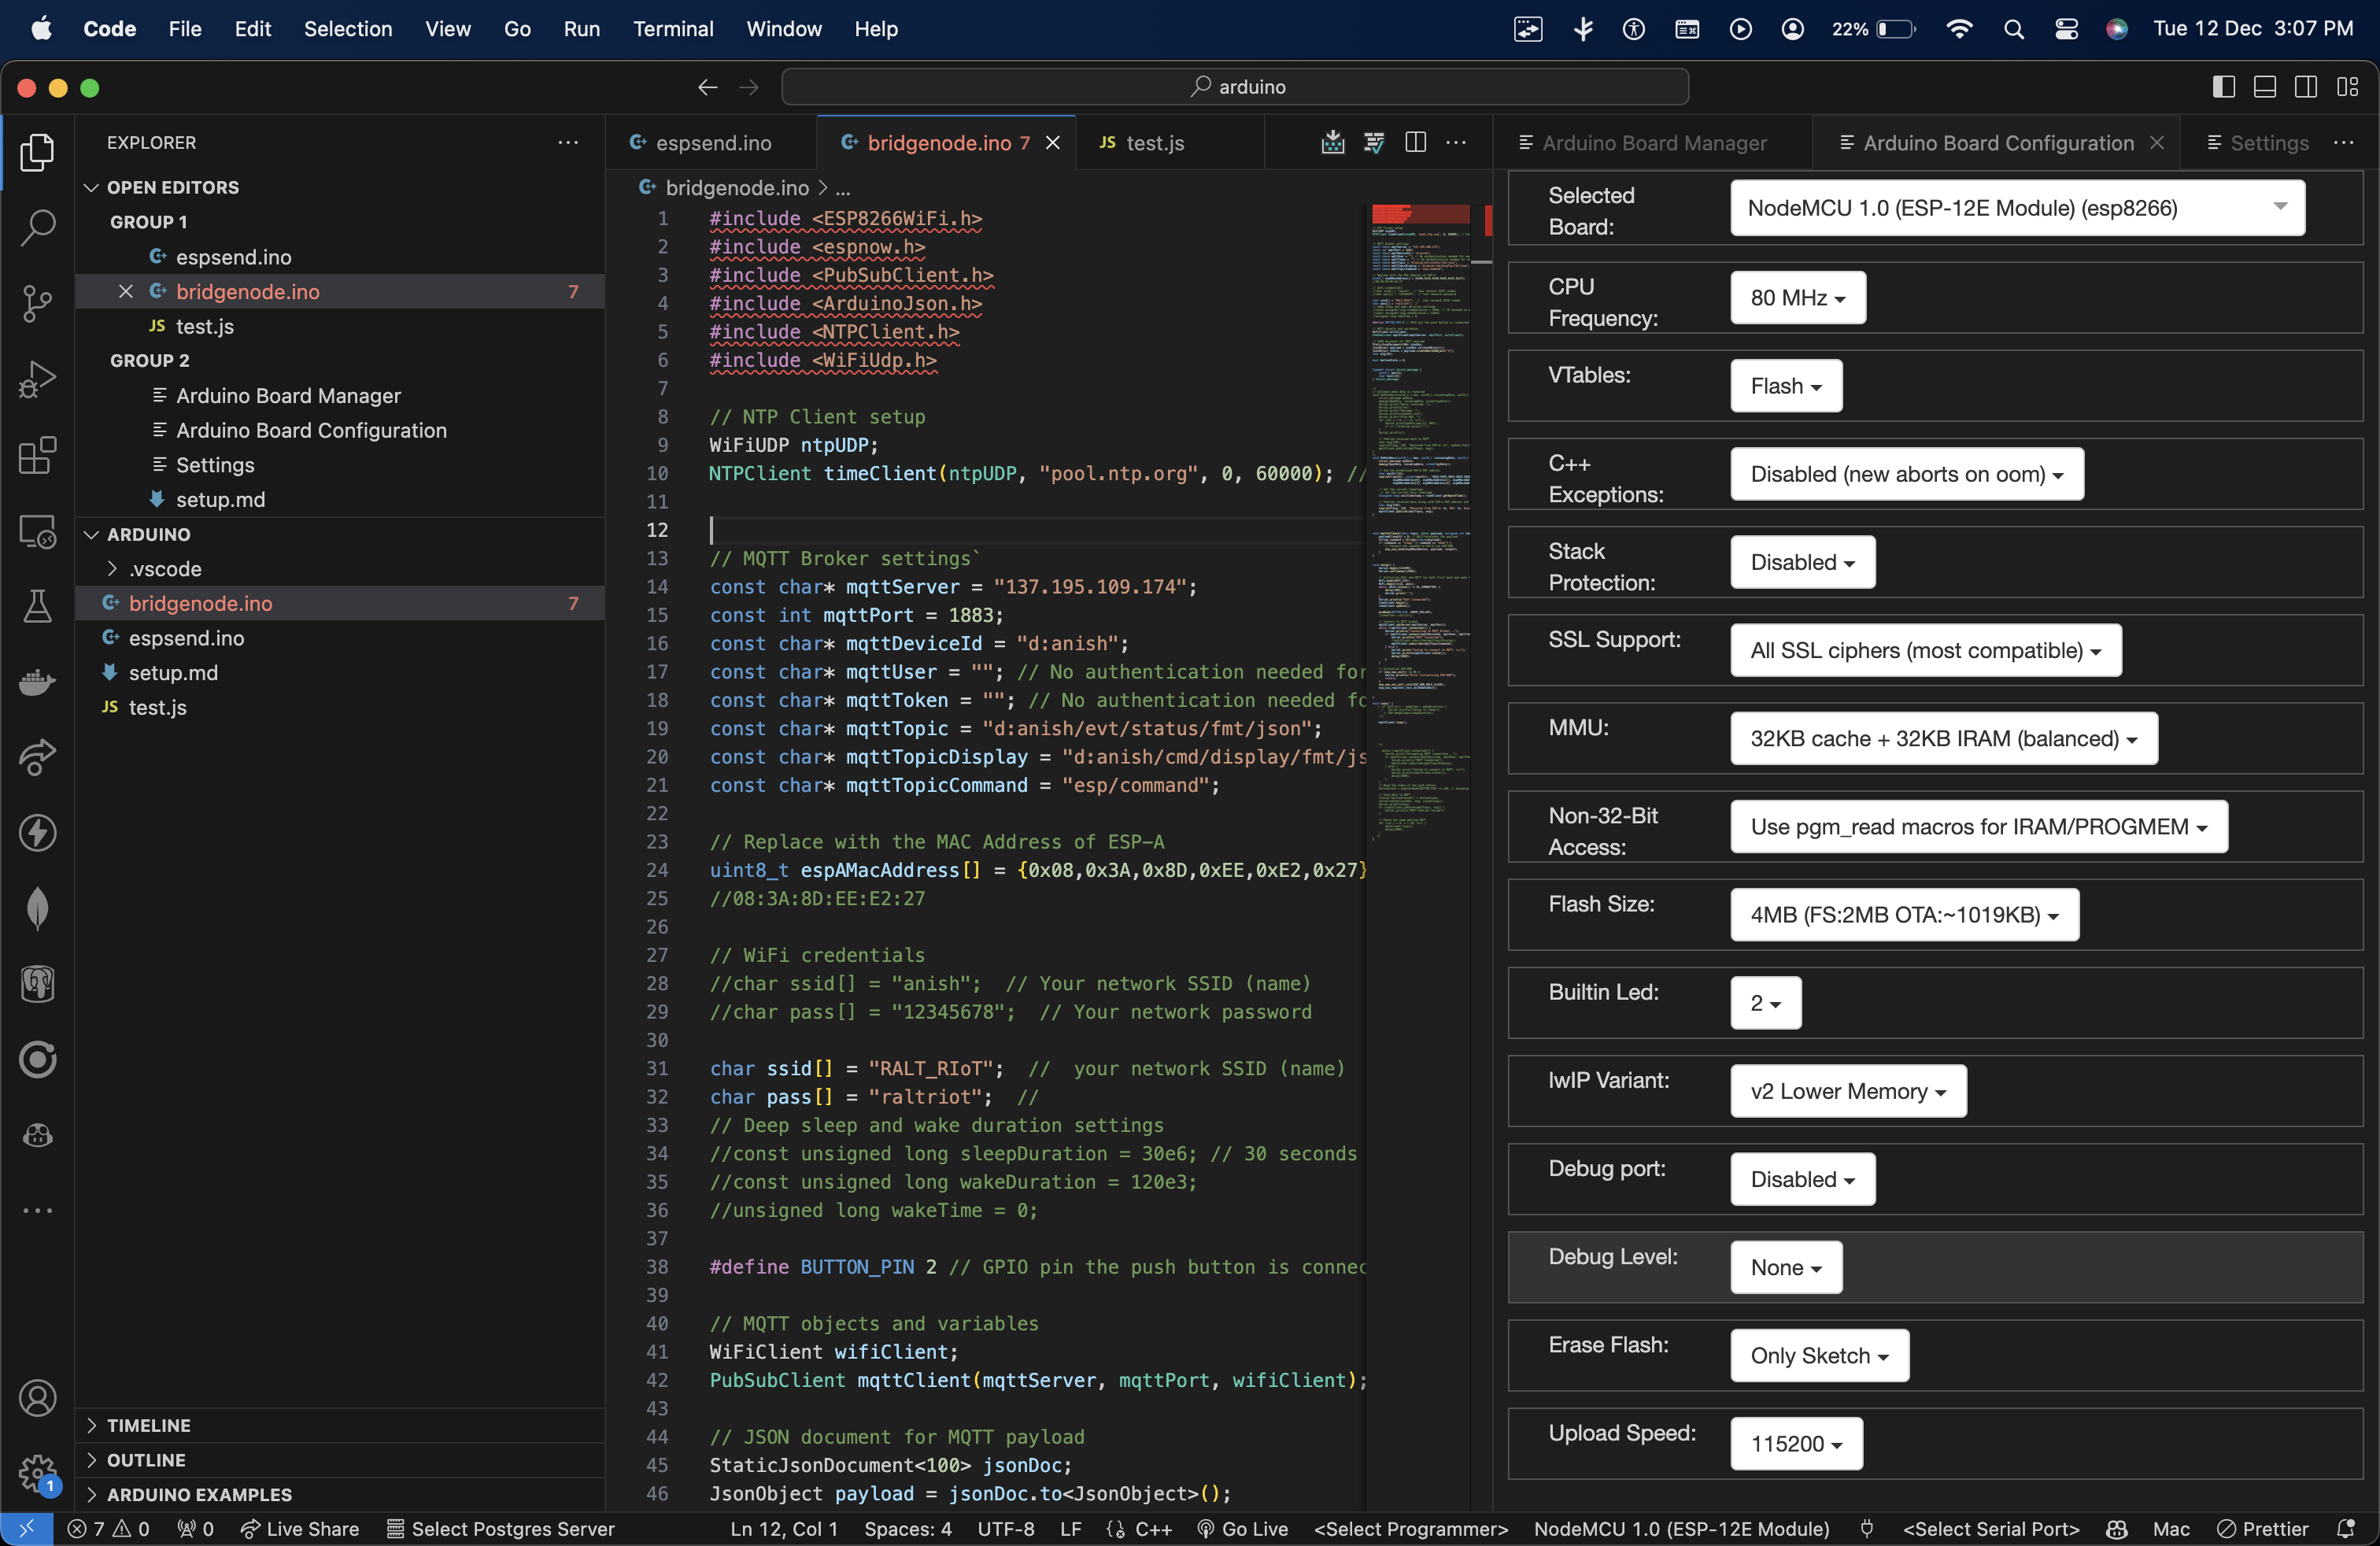 Code File Edit Selection View Go Run Terminal Window Help 22% Tue 12 Dec 3:07 PM
arduino
EXPLORER
OPEN EDITORS
GROUP 1
espsend.ino
bridgenode.ino 7
JS test.js
GROUP 2
Arduino Board Manager
Arduino Board Configuration
Settings
setup.md
ARDUINO
.vscode
bridgenode.ino 7
espsend.ino
setup.md
JS test.js
TIMELINE
OUTLINE
ARDUINO EXAMPLES
1
espsend.ino bridgenode.ino 7 JS test.js
bridgenode.ino > ...
1 #include <ESP8266WiFi.h>
2 #include <espnow.h>
3 #include <PubSubClient.h>
4 #include <ArduinoJson.h>
5 #include <NTPClient.h>
6 #include <WiFiUdp.h>
7
8 // NTP Client setup
9 WiFiUDP ntpUDP;
10 NTPClient timeClient(ntpUDP, "pool.ntp.org", 0, 60000); //
11
12
13 // MQTT Broker settings`
14 const char* mqttServer = "137.195.109.174";
15 const int mqttPort = 1883;
16 const char* mqttDeviceId = "d:anish";
17 const char* mqttUser = ""; // No authentication needed for
18 const char* mqttToken = ""; // No authentication needed fo
19 const char* mqttTopic = "d:anish/evt/status/fmt/json";
20 const char* mqttTopicDisplay = "d:anish/cmd/display/fmt/js
21 const char* mqttTopicCommand = "esp/command";
22
23 // Replace with the MAC Address of ESP-A
24 uint8_t espAMacAddress[] = {0x08,0x3A,0x8D,0xEE,0xE2,0x27}
25 //08:3A:8D:EE:E2:27
26
27 // WiFi credentials
28 //char ssid[] = "anish"; // Your network SSID (name)
29 //char pass[] = "12345678"; // Your network password
30
31 char ssid[] = "RALT_RIoT"; // your network SSID (name)
32 char pass[] = "raltriot"; //
33 // Deep sleep and wake duration settings
34 //const unsigned long sleepDuration = 30e6; // 30 seconds
35 //const unsigned long wakeDuration = 120e3;
36 //unsigned long wakeTime = 0;
37
38 #define BUTTON_PIN 2 // GPIO pin the push button is connec
39
40 // MQTT objects and variables
41 WiFiClient wifiClient;
42 PubSubClient mqttClient(mqttServer, mqttPort, wifiClient);
43
44 // JSON document for MQTT payload
45 StaticJsonDocument<100> jsonDoc;
46 JsonObject payload = jsonDoc.to<JsonObject>();
Arduino Board Manager Arduino Board Configuration Settings
Selected Board: NodeMCU 1.0 (ESP-12E Module) (esp8266)
CPU Frequency: 80 MHz
VTables: Flash
C++ Exceptions: Disabled (new aborts on oom)
Stack Protection: Disabled
SSL Support: All SSL ciphers (most compatible)
MMU: 32KB cache + 32KB IRAM (balanced)
Non-32-Bit Access: Use pgm_read macros for IRAM/PROGMEM
Flash Size: 4MB (FS:2MB OTA:~1019KB)
Builtin Led: 2
lwIP Variant: v2 Lower Memory
Debug port: Disabled
Debug Level: None
Erase Flash: Only Sketch
Upload Speed: 115200
7 0 0 Live Share Select Postgres Server Ln 12, Col 1 Spaces: 4 UTF-8 LF C++ Go Live <Select Programmer> NodeMCU 1.0 (ESP-12E Module) <Select Serial Port> Mac Prettier